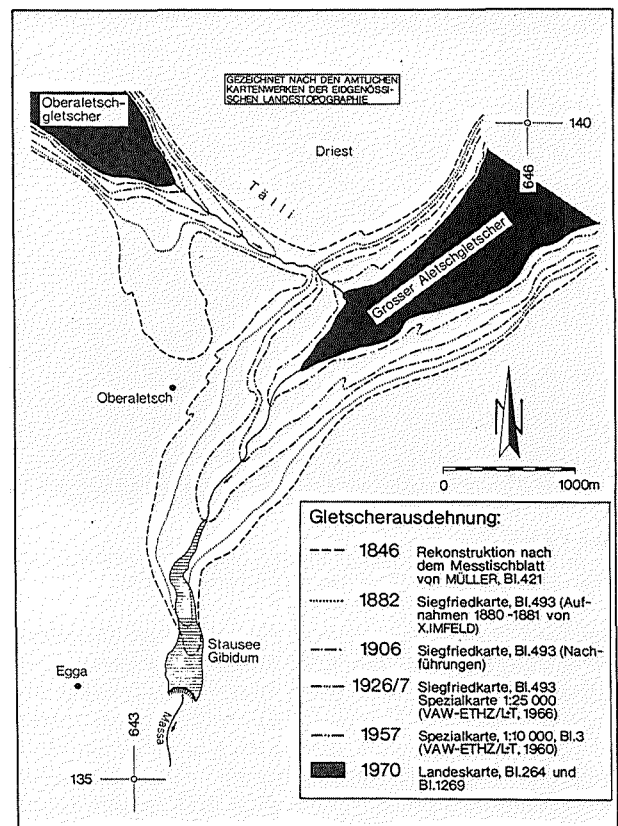 GEZEICHNET NACH DEN AMTLICHEN
KARTENWERKEN DER EIDGENÖSSI-
SCHEN LANDESTOPOGRAPHIE
Oberaletsch-
gletscher
Driest
140
646
Tälli
Grosser Aletschgletscher
Oberaletsch
N
0 1000m
Stausee
Gibidum
Egga
Massa
643
135
Gletscherausdehnung:
1846 Rekonstruktion nach
dem Messtischblatt
von MÜLLER, Bl.421
1882 Siegfriedkarte, Bl.493 (Auf-
nahmen 1880-1881 von
X.IMFELD)
1906 Siegfriedkarte, Bl.493 (Nach-
führungen)
1926/7 Siegfriedkarte, Bl.493
Spezialkarte 1:25 000
(VAW-ETHZ/L+T, 1966)
1957 Spezialkarte, 1:10 000, Bl.3
(VAW-ETHZ/L+T, 1960)
1970 Landeskarte, Bl.264 und
Bl.1269